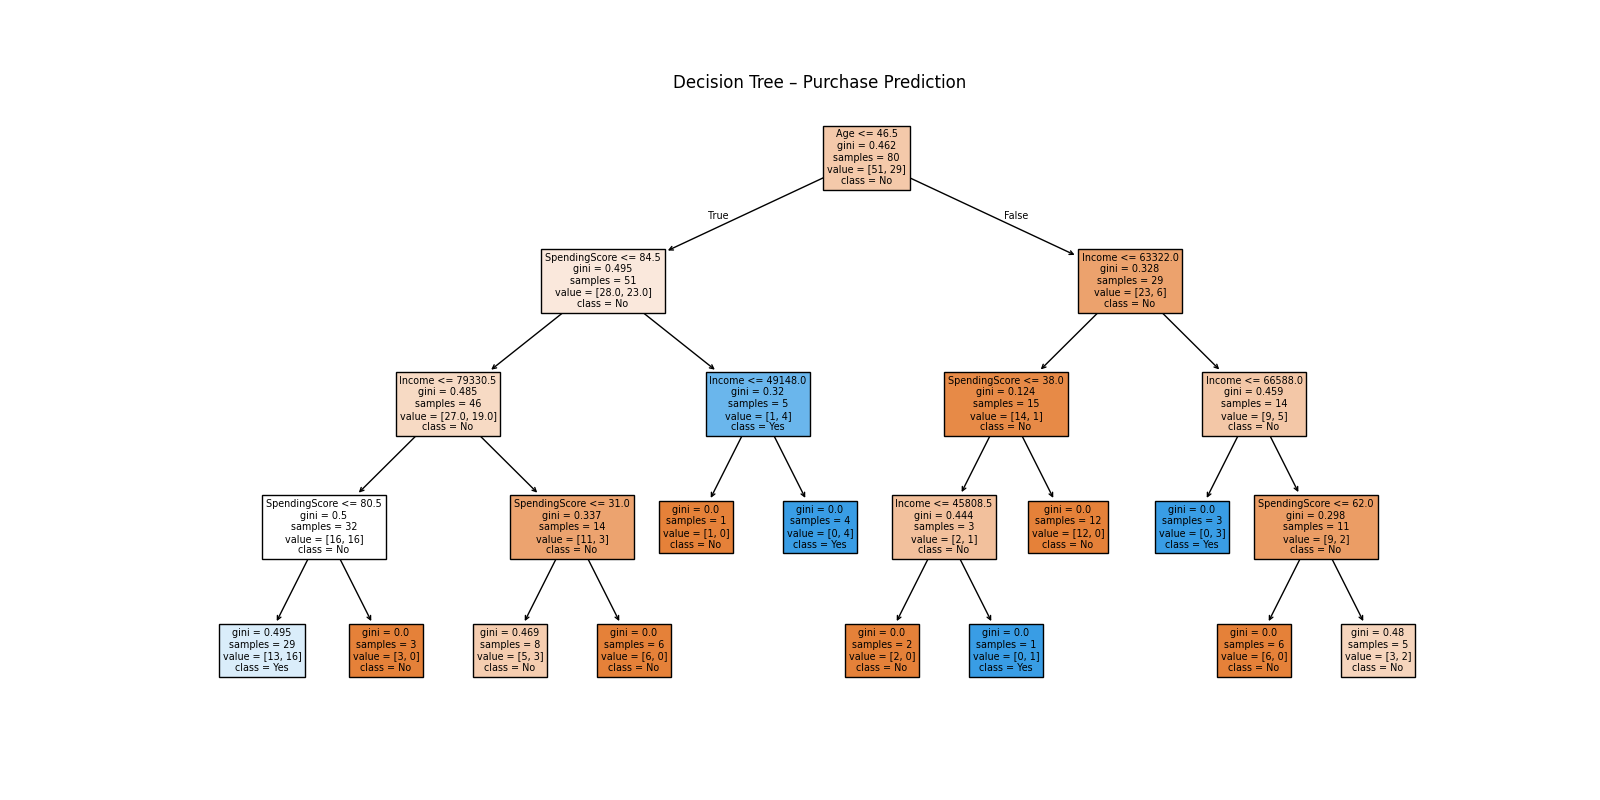 Decision Tree – Purchase Prediction
Age <= 46.5
gini = 0.462
samples = 80
value = [51, 29]
class = No
True
False
SpendingScore <= 84.5
gini = 0.495
samples = 51
value = [28.0, 23.0]
class = No
Income <= 63322.0
gini = 0.328
samples = 29
value = [23, 6]
class = No
Income <= 79330.5
gini = 0.485
samples = 46
value = [27.0, 19.0]
class = No
Income <= 49148.0
gini = 0.32
samples = 5
value = [1, 4]
class = Yes
SpendingScore <= 38.0
gini = 0.124
samples = 15
value = [14, 1]
class = No
Income <= 66588.0
gini = 0.459
samples = 14
value = [9, 5]
class = No
SpendingScore <= 80.5
gini = 0.5
samples = 32
value = [16, 16]
class = No
SpendingScore <= 31.0
gini = 0.337
samples = 14
value = [11, 3]
class = No
gini = 0.0
samples = 1
value = [1, 0]
class = No
gini = 0.0
samples = 4
value = [0, 4]
class = Yes
Income <= 45808.5
gini = 0.444
samples = 3
value = [2, 1]
class = No
gini = 0.0
samples = 12
value = [12, 0]
class = No
gini = 0.0
samples = 3
value = [0, 3]
class = Yes
SpendingScore <= 62.0
gini = 0.298
samples = 11
value = [9, 2]
class = No
gini = 0.495
samples = 29
value = [13, 16]
class = Yes
gini = 0.0
samples = 3
value = [3, 0]
class = No
gini = 0.469
samples = 8
value = [5, 3]
class = No
gini = 0.0
samples = 6
value = [6, 0]
class = No
gini = 0.0
samples = 2
value = [2, 0]
class = No
gini = 0.0
samples = 1
value = [0, 1]
class = Yes
gini = 0.0
samples = 6
value = [6, 0]
class = No
gini = 0.48
samples = 5
value = [3, 2]
class = No